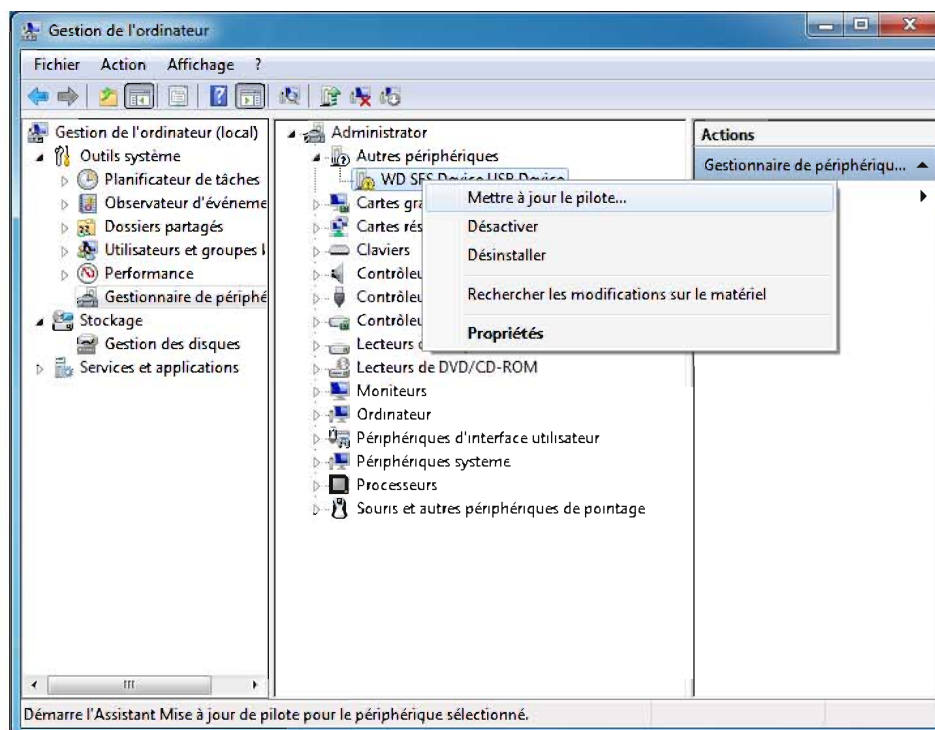 Gestion de l'ordinateur
Fichier Action Affichage ?
Gestion de l'ordinateur (local)
Outils système
Planificateur de tâches
Observateur d'événeme
Dossiers partagés
Utilisateurs et groupes l
Performance
Gestionnaire de périphé
Stockage
Gestion des disques
Services et applications
Administrator
Autres périphériques
WD SES Device USB Device
Cartes gra
Cartes rés
Claviers
Contrôleu
Contrôleu
Contrôleu
Lecteurs
Lecteurs de DVD/CD-ROM
Moniteurs
Ordinateur
Périphériques d'interface utilisateur
Périphériques systeme
Processeurs
Souris et autres périphériques de pointage
Mettre à jour le pilote...
Désactiver
Désinstaller
Rechercher les modifications sur le matériel
Propriétés
Actions
Gestionnaire de périphériqu...
Démarre l'Assistant Mise à jour de pilote pour le périphérique sélectionné.